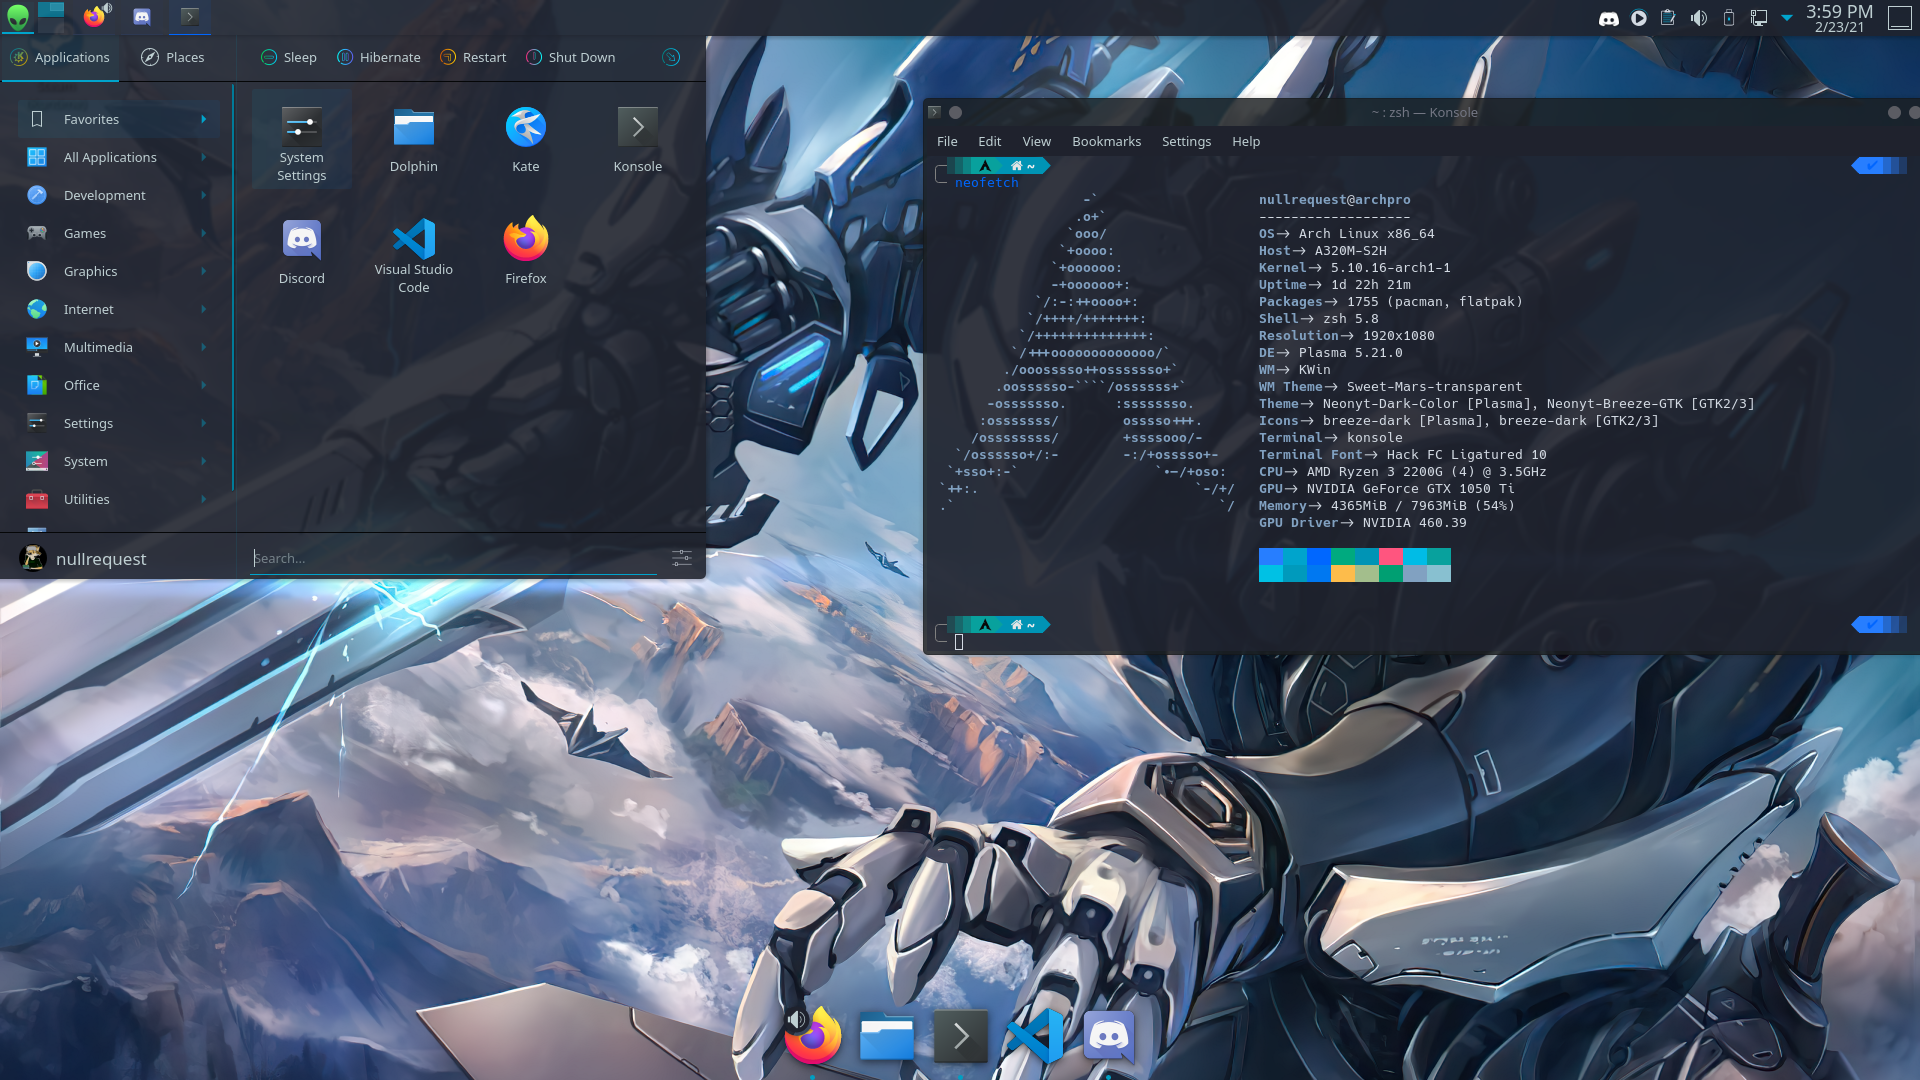 3:59 PM
2/23/21
Applications
Places
Sleep
Hibernate
Restart
Shut Down
Favorites
All Applications
Development
Games
Graphics
Internet
Multimedia
Office
Settings
System
Utilities
System
Settings
Dolphin
Kate
Konsole
Discord
Visual Studio
Code
Firefox
nullrequest
Search...
~ : zsh — Konsole
File Edit View Bookmarks Settings Help
~
neofetch
nullrequest@archpro
-------------------
OS→ Arch Linux x86_64
Host→ A320M-S2H
Kernel→ 5.10.16-arch1-1
Uptime→ 1d 22h 21m
Packages→ 1755 (pacman, flatpak)
Shell→ zsh 5.8
Resolution→ 1920x1080
DE→ Plasma 5.21.0
WM→ KWin
WM Theme→ Sweet-Mars-transparent
Theme→ Neonyt-Dark-Color [Plasma], Neonyt-Breeze-GTK [GTK2/3]
Icons→ breeze-dark [Plasma], breeze-dark [GTK2/3]
Terminal→ konsole
Terminal Font→ Hack FC Ligatured 10
CPU→ AMD Ryzen 3 2200G (4) @ 3.5GHz
GPU→ NVIDIA GeForce GTX 1050 Ti
Memory→ 4365MiB / 7963MiB (54%)
GPU Driver→ NVIDIA 460.39
~